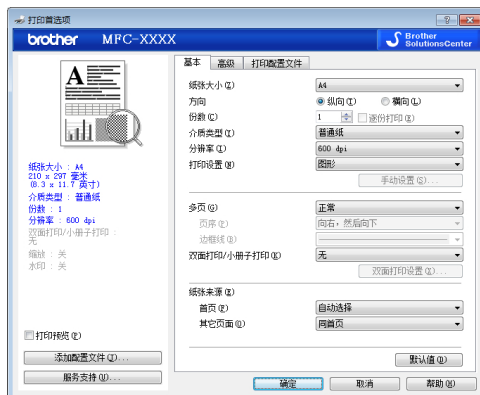 打印首选项
brother MFC-XXXX
Brother
SolutionsCenter
基本 高级 打印配置文件
纸张大小(Z) A4
方向 纵向(T) 横向(L)
份数(C) 1 逐份打印(R)
介质类型(T) 普通纸
分辨率(I) 600 dpi
打印设置(N) 图形
手动设置(S)...
多页(G) 正常
页序(P) 向右，然后向下
边框线(B)
双面打印/小册子打印(K) 无
双面打印设置(X)...
纸张来源(E)
首页(F) 自动选择
其它页面(O) 同首页
默认值(D)
A
纸张大小 : A4
210 x 297 毫米
(8.3 x 11.7 英寸)
介质类型 : 普通纸
份数 : 1
分辨率 : 600 dpi
双面打印/小册子打印 :
无
缩放 : 关
水印 : 关
打印预览(P)
添加配置文件(J)...
服务支持(U)...
确定 取消 帮助(H)